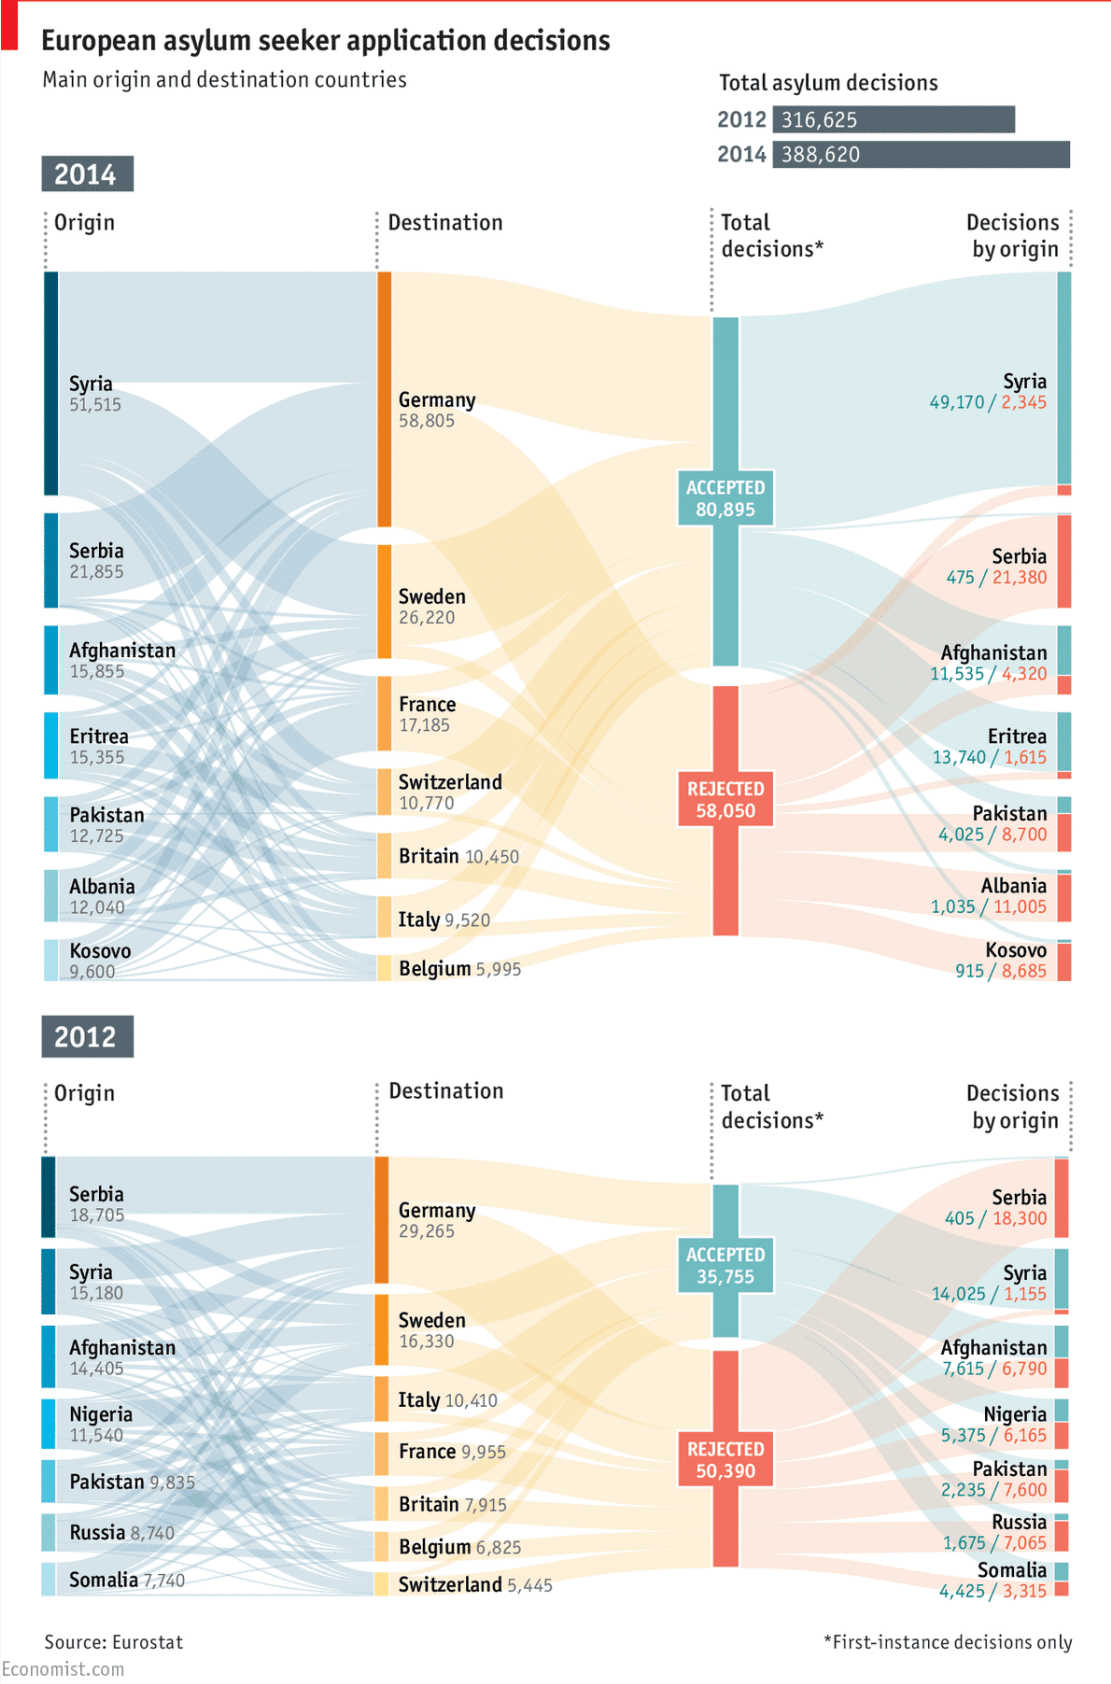 European asylum seeker application decisions
Main origin and destination countries
Total asylum decisions
2012 316,625
2014 388,620
2014
Origin
Destination
Total
decisions*
Decisions
by origin
Syria
51,515
Serbia
21,855
Afghanistan
15,855
Eritrea
15,355
Pakistan
12,725
Albania
12,040
Kosovo
9,600
Germany
58,805
Sweden
26,220
France
17,185
Switzerland
10,770
Britain 10,450
Italy 9,520
Belgium 5,995
ACCEPTED
80,895
REJECTED
58,050
Syria
49,170 / 2,345
Serbia
475 / 21,380
Afghanistan
11,535 / 4,320
Eritrea
13,740 / 1,615
Pakistan
4,025 / 8,700
Albania
1,035 / 11,005
Kosovo
915 / 8,685
2012
Origin
Destination
Total
decisions*
Decisions
by origin
Serbia
18,705
Syria
15,180
Afghanistan
14,405
Nigeria
11,540
Pakistan 9,835
Russia 8,740
Somalia 7,740
Germany
29,265
Sweden
16,330
Italy 10,410
France 9,955
Britain 7,915
Belgium 6,825
Switzerland 5,445
ACCEPTED
35,755
REJECTED
50,390
Serbia
405 / 18,300
Syria
14,025 / 1,155
Afghanistan
7,615 / 6,790
Nigeria
5,375 / 6,165
Pakistan
2,235 / 7,600
Russia
1,675 / 7,065
Somalia
4,425 / 3,315
Source: Eurostat
*First-instance decisions only
Economist.com